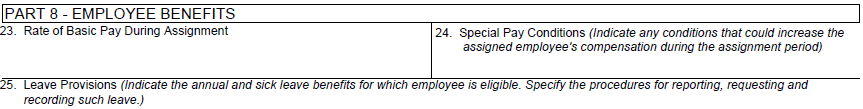 PART 8 - EMPLOYEE BENEFITS
23. Rate of Basic Pay During Assignment
24. Special Pay Conditions (Indicate any conditions that could increase the
assigned employee's compensation during the assignment period)
25. Leave Provisions (Indicate the annual and sick leave benefits for which employee is eligible. Specify the procedures for reporting, requesting and
recording such leave.)